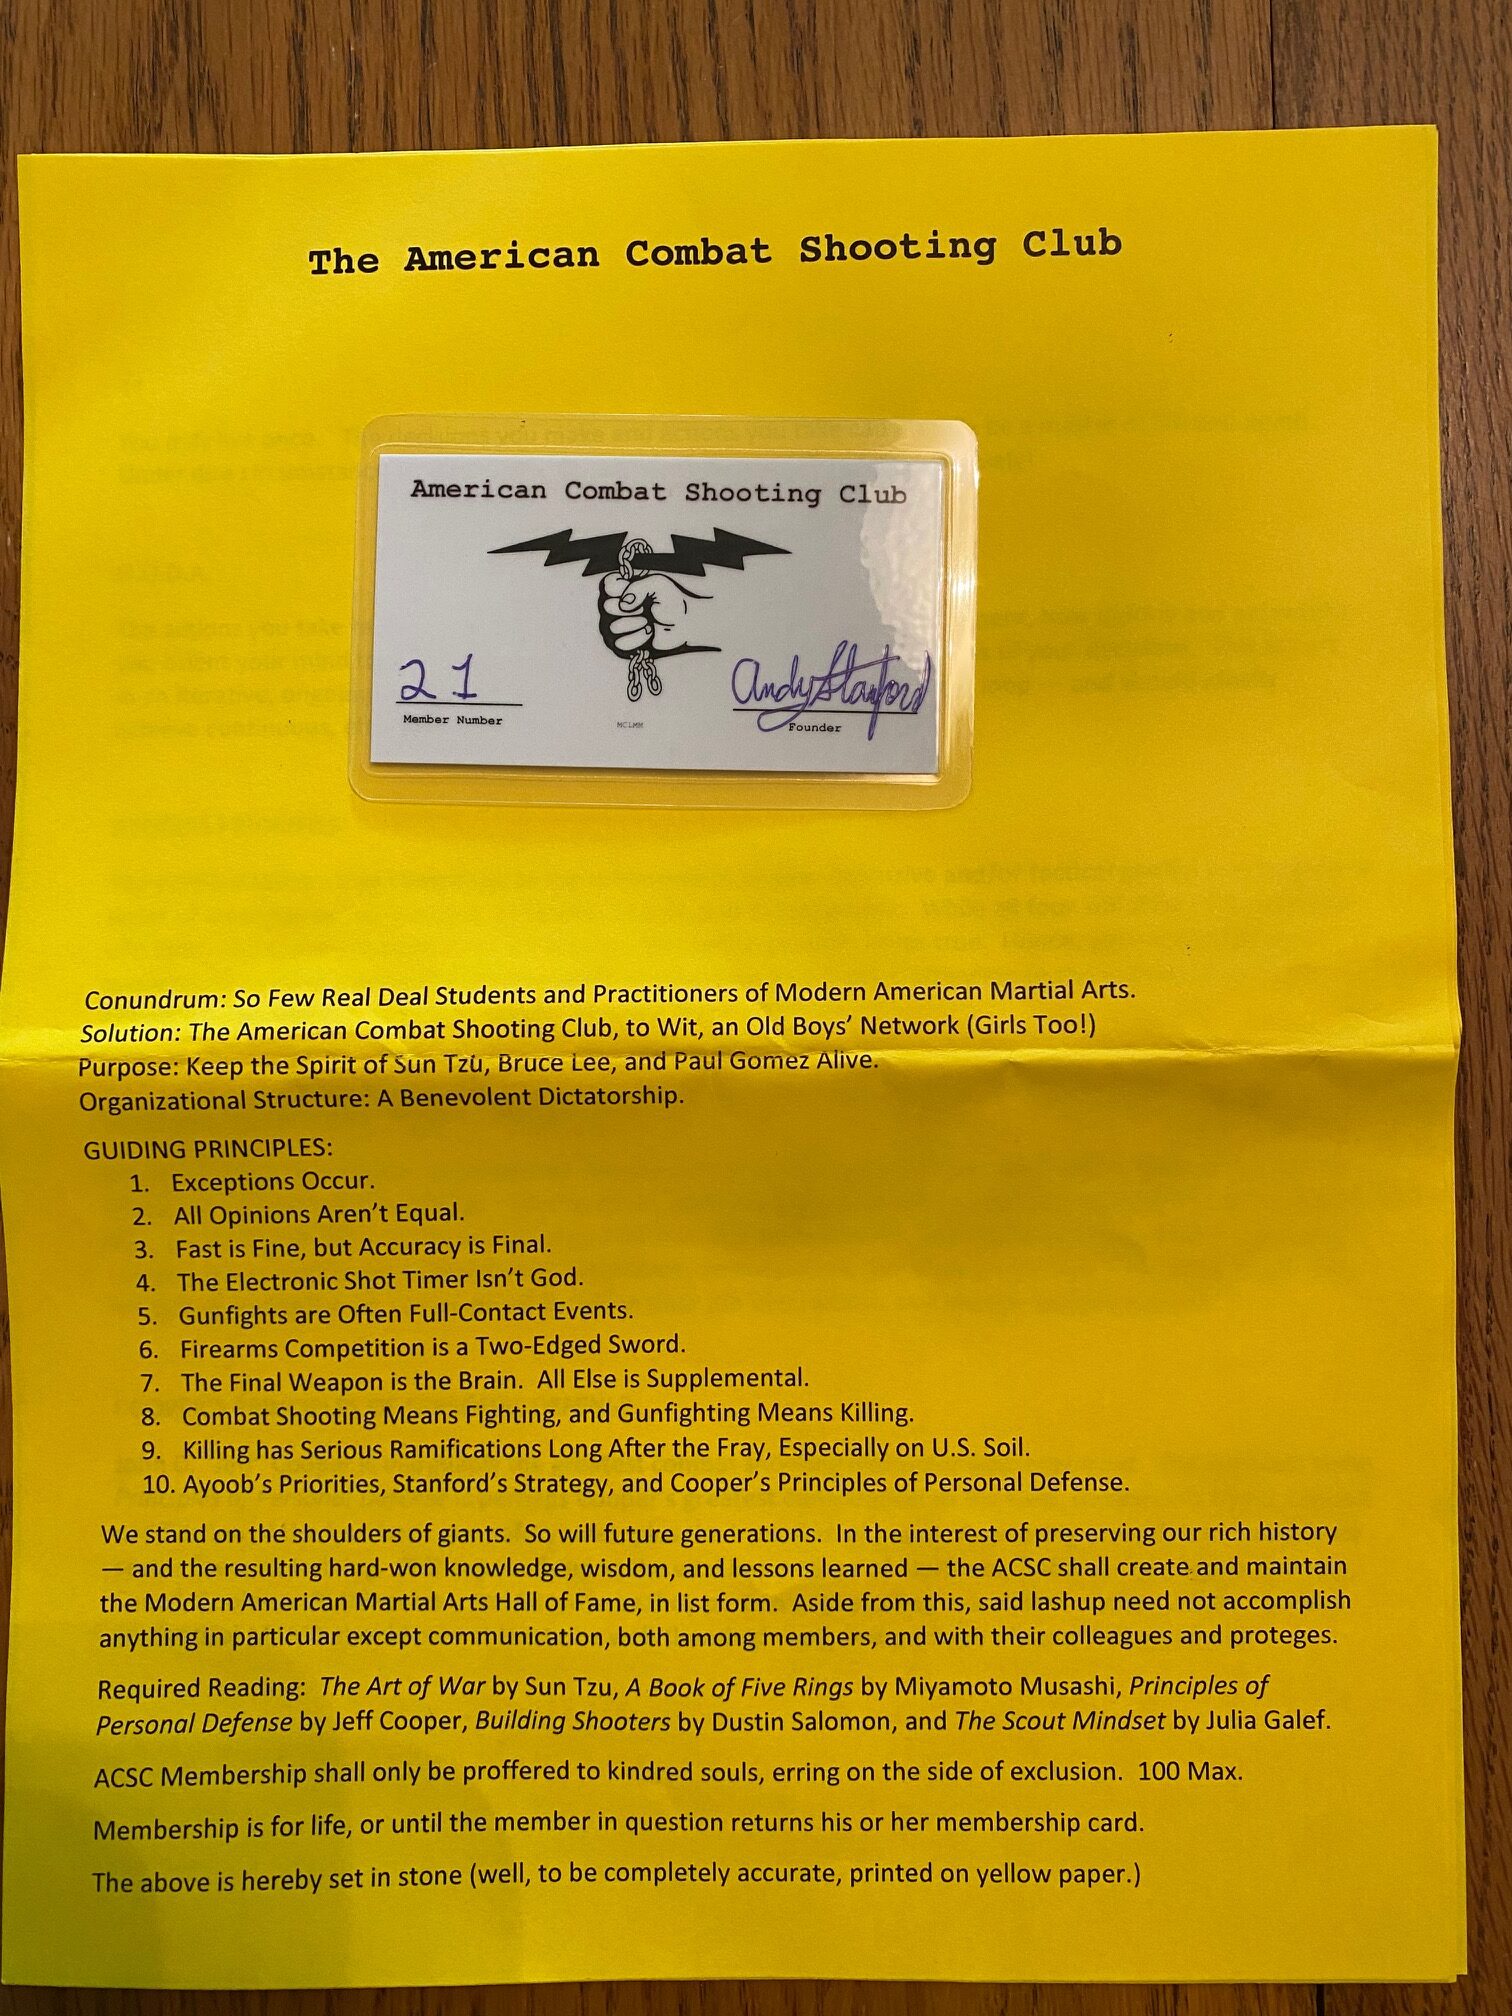 The American Combat Shooting Club
American Combat Shooting Club
21
Member Number
MCLMM
Andy Stanford
Founder
Conundrum: So Few Real Deal Students and Practitioners of Modern American Martial Arts.
Solution: The American Combat Shooting Club, to Wit, an Old Boys' Network (Girls Too!)
Purpose: Keep the Spirit of Sun Tzu, Bruce Lee, and Paul Gomez Alive.
Organizational Structure: A Benevolent Dictatorship.
GUIDING PRINCIPLES:
1. Exceptions Occur.
2. All Opinions Aren't Equal.
3. Fast is Fine, but Accuracy is Final.
4. The Electronic Shot Timer Isn't God.
5. Gunfights are Often Full-Contact Events.
6. Firearms Competition is a Two-Edged Sword.
7. The Final Weapon is the Brain. All Else is Supplemental.
8. Combat Shooting Means Fighting, and Gunfighting Means Killing.
9. Killing has Serious Ramifications Long After the Fray, Especially on U.S. Soil.
10. Ayoob's Priorities, Stanford's Strategy, and Cooper's Principles of Personal Defense.
We stand on the shoulders of giants. So will future generations. In the interest of preserving our rich history
— and the resulting hard-won knowledge, wisdom, and lessons learned — the ACSC shall create and maintain
the Modern American Martial Arts Hall of Fame, in list form. Aside from this, said lashup need not accomplish
anything in particular except communication, both among members, and with their colleagues and proteges.
Required Reading: The Art of War by Sun Tzu, A Book of Five Rings by Miyamoto Musashi, Principles of
Personal Defense by Jeff Cooper, Building Shooters by Dustin Salomon, and The Scout Mindset by Julia Galef.
ACSC Membership shall only be proffered to kindred souls, erring on the side of exclusion. 100 Max.
Membership is for life, or until the member in question returns his or her membership card.
The above is hereby set in stone (well, to be completely accurate, printed on yellow paper.)